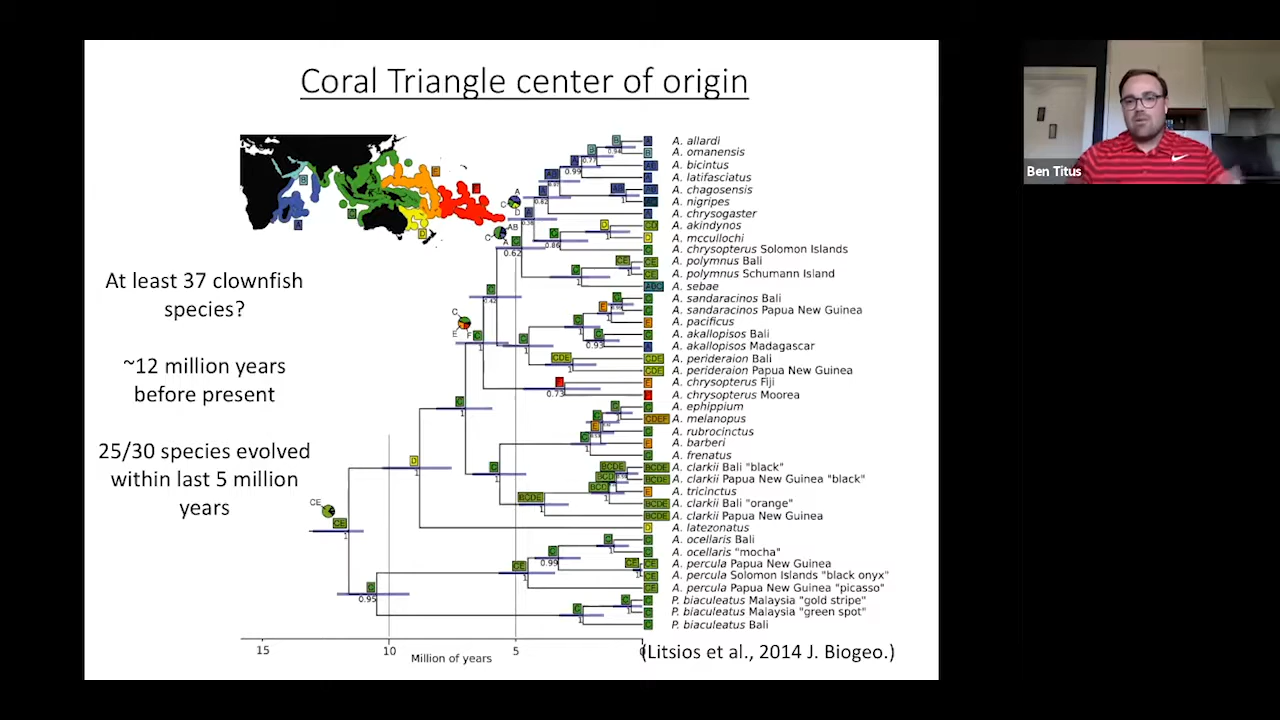 Coral Triangle center of origin
At least 37 clownfish
species?
~12 million years
before present
25/30 species evolved
within last 5 million
years
A. allardi
A. omanensis
A. bicintus
A. latifasciatus
A. chagosensis
A. nigripes
A. chrysogaster
A. akindynos
A. mccullochi
A. chrysopterus Solomon Islands
A. polymnus Bali
A. polymnus Schumann Island
A. sebae
A. sandaracinos Bali
A. sandaracinos Papua New Guinea
A. pacificus
A. akallopisos Bali
A. akallopisos Madagascar
A. perideraion Bali
A. perideraion Papua New Guinea
A. chrysopterus Fiji
A. chrysopterus Moorea
A. ephippium
A. melanopus
A. rubrocinctus
A. barberi
A. frenatus
A. clarkii Bali "black"
A. clarkii Papua New Guinea "black"
A. tricinctus
A. clarkii Bali "orange"
A. clarkii Papua New Guinea
A. latezonatus
A. ocellaris Bali
A. ocellaris "mocha"
A. percula Papua New Guinea
A. percula Solomon Islands "black onyx"
A. percula Papua New Guinea "picasso"
P. biaculeatus Malaysia "gold stripe"
P. biaculeatus Malaysia "green spot"
P. biaculeatus Bali
15 10 5 0
Million of years
(Litsios et al., 2014 J. Biogeo.)
Ben Titus